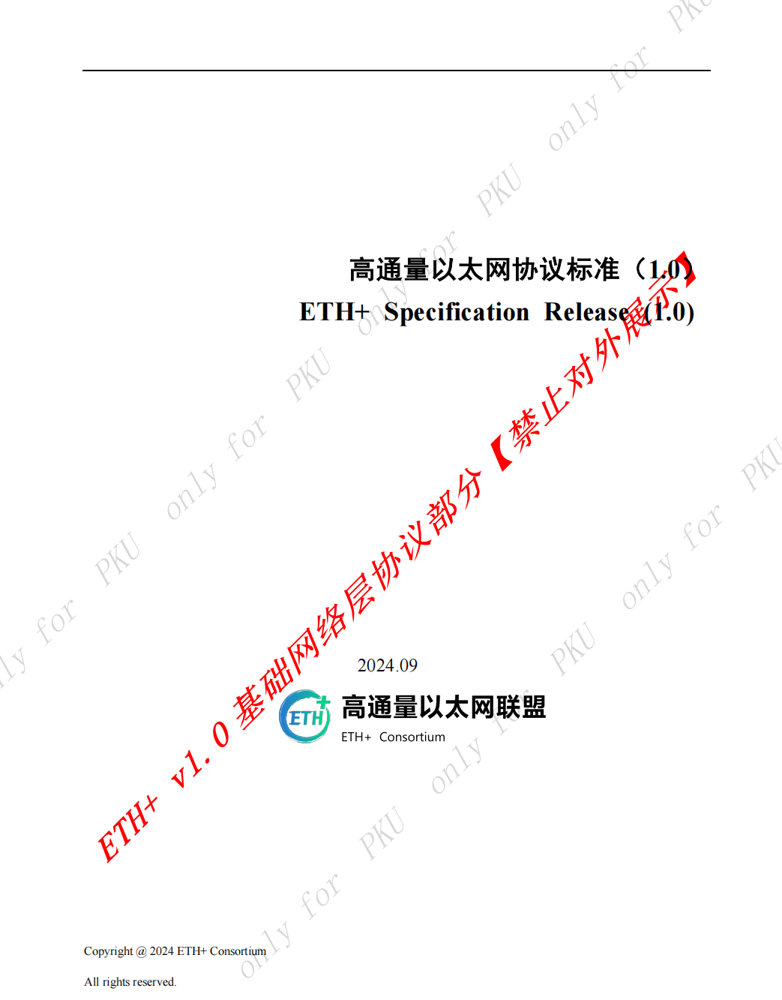 高通量以太网协议标准（1.0）
ETH+ Specification Release (1.0)
ETH+ v1.0 基础网络层协议部分【禁止对外展示】
2024.09
ETH
高通量以太网联盟
ETH+ Consortium
Copyright @ 2024 ETH+ Consortium
All rights reserved.
only for PKU
only for PKU
only for PKU
only for PKU
only for PKU
only for PKU
only for PKU